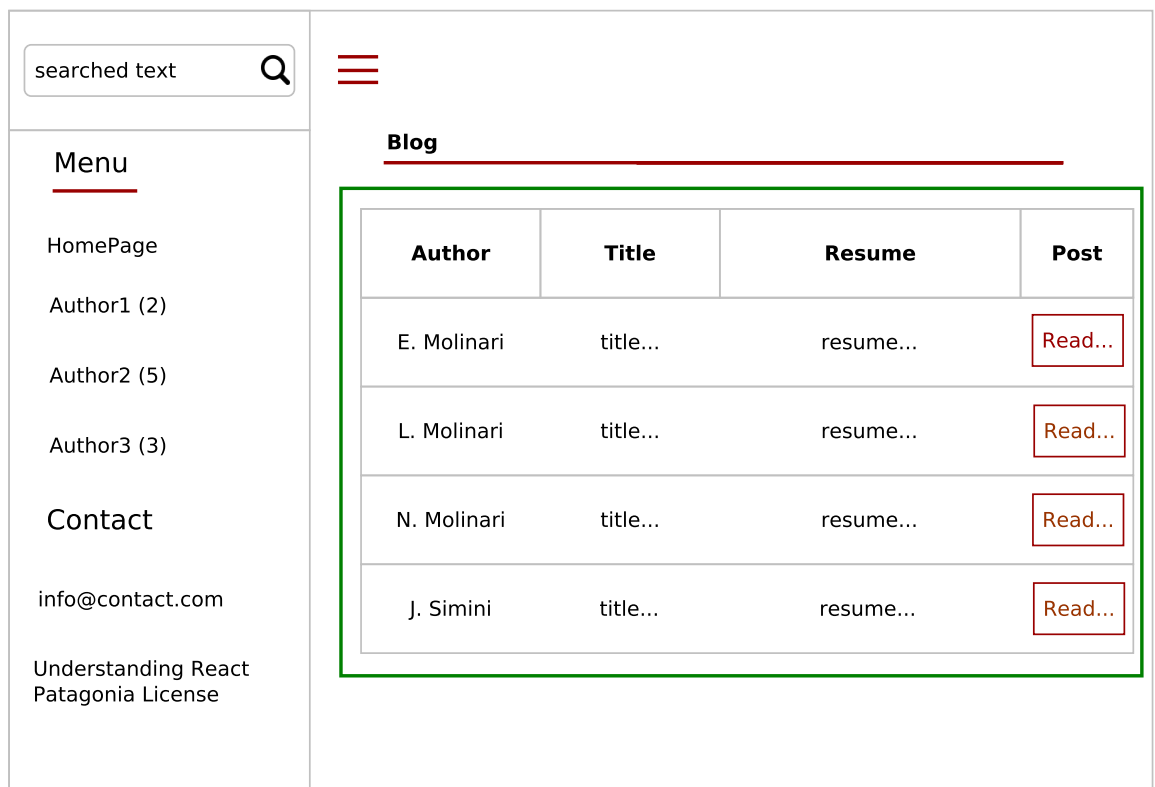 searched text
Menu
HomePage
Author1 (2)
Author2 (5)
Author3 (3)
Contact
info@contact.com
Understanding React
Patagonia License
Blog
Author Title Resume Post
E. Molinari title... resume... Read...
L. Molinari title... resume... Read...
N. Molinari title... resume... Read...
J. Simini title... resume... Read...